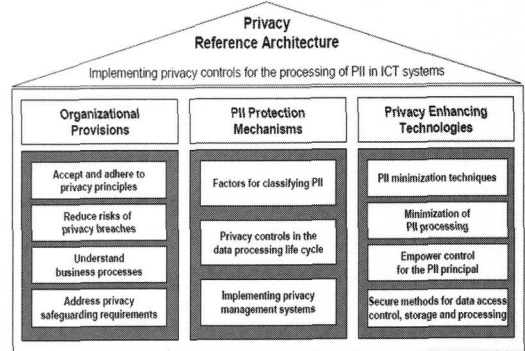 Privacy
Reference Architecture
Implementing privacy controls for the processing of PII in ICT systems
Organizational
Provisions
Accept and adhere to
privacy principles
Reduce risks of
privacy breaches
Understand
business processes
Address privacy
safeguarding requirements
PII Protection
Mechanisms
Factors for classifying PII
Privacy controls in the
data processing life cycle
Implementing privacy
management systems
Privacy Enhancing
Technologies
PII minimization techniques
Minimization of
PII processing
Empower control
for the PII principal
Secure methods for data access
control, storage and processing